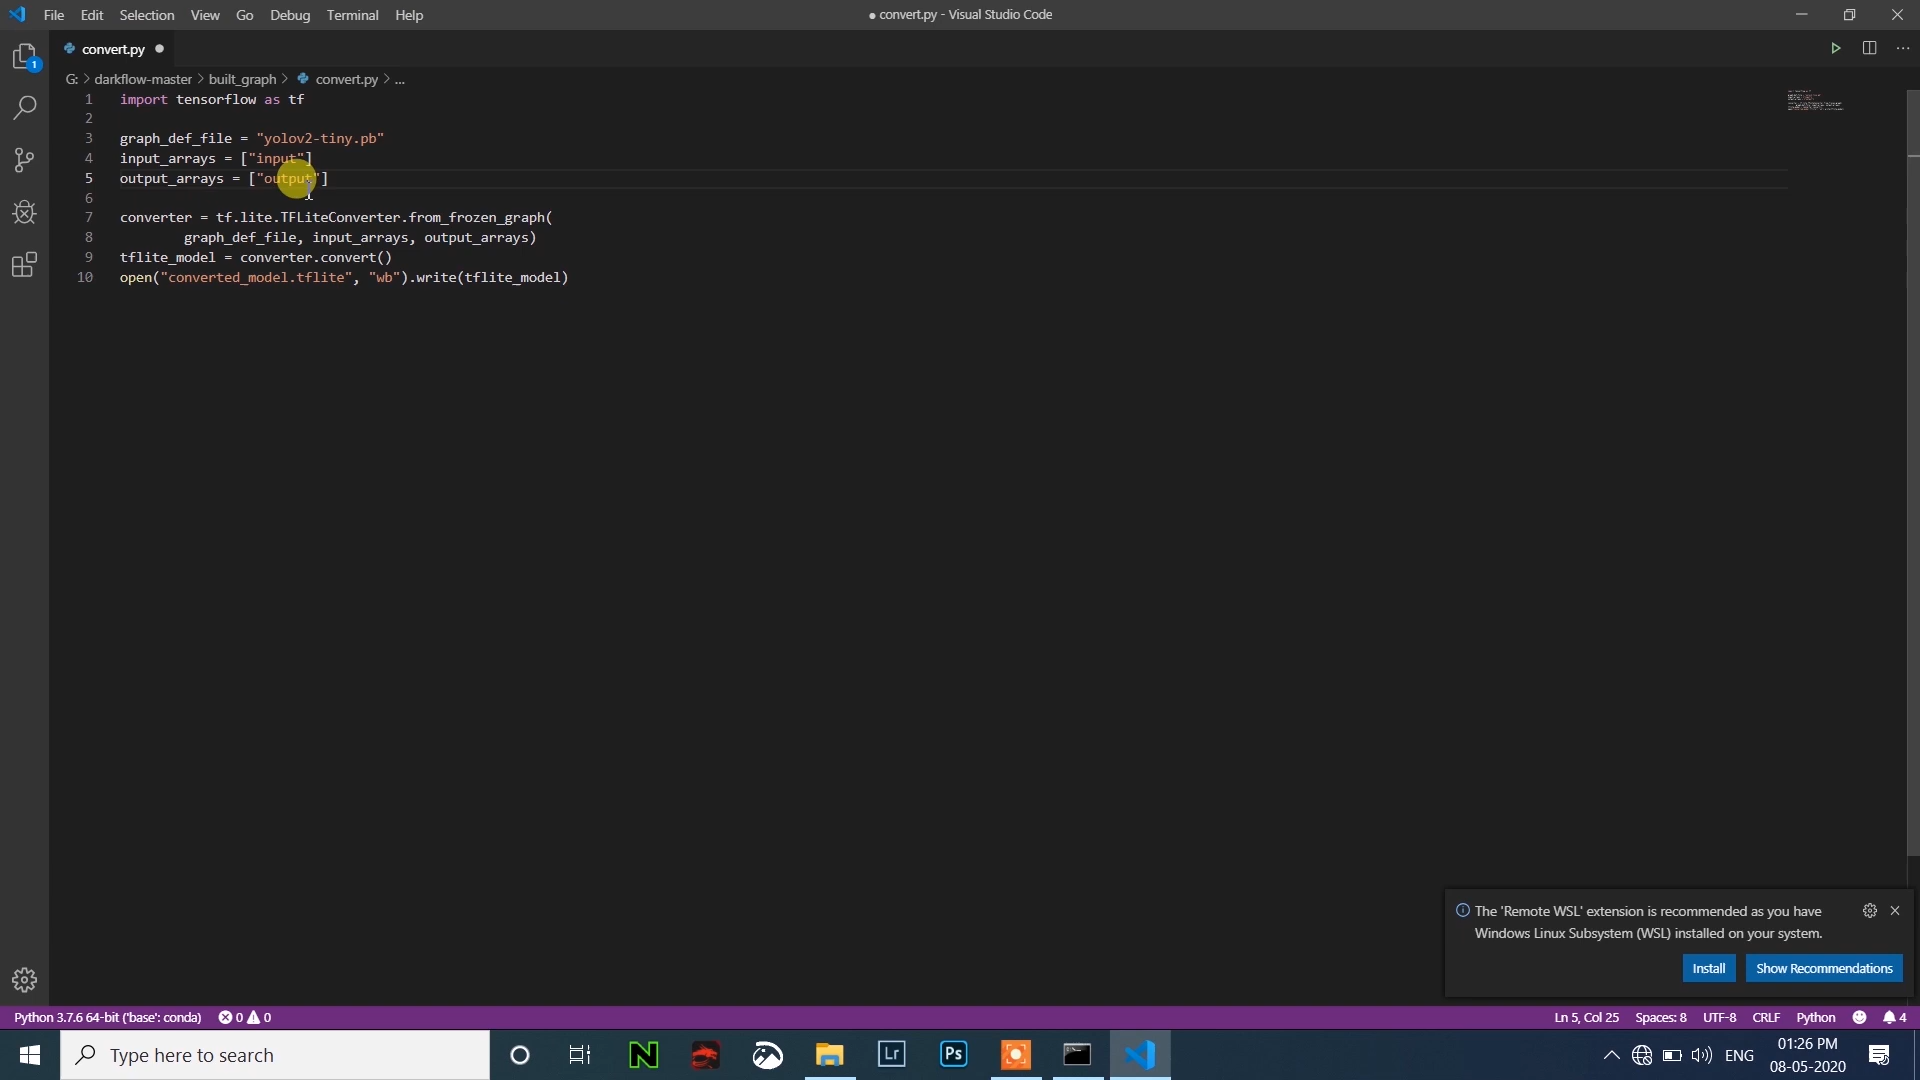 File Edit Selection View Go Debug Terminal Help
● convert.py - Visual Studio Code
convert.py ●
1
G: > darkflow-master > built_graph > convert.py > ...
1 import tensorflow as tf
2
3 graph_def_file = "yolov2-tiny.pb"
4 input_arrays = ["input"]
5 output_arrays = ["output"]
6
7 converter = tf.lite.TFLiteConverter.from_frozen_graph(
8 graph_def_file, input_arrays, output_arrays)
9 tflite_model = converter.convert()
10 open("converted_model.tflite", "wb").write(tflite_model)
The 'Remote WSL' extension is recommended as you have
Windows Linux Subsystem (WSL) installed on your system.
Install Show Recommendations
Python 3.7.6 64-bit ('base': conda) 0 0 Ln 5, Col 25 Spaces: 8 UTF-8 CRLF Python 4
Type here to search
N
Lr
Ps
ENG
01:26 PM
08-05-2020